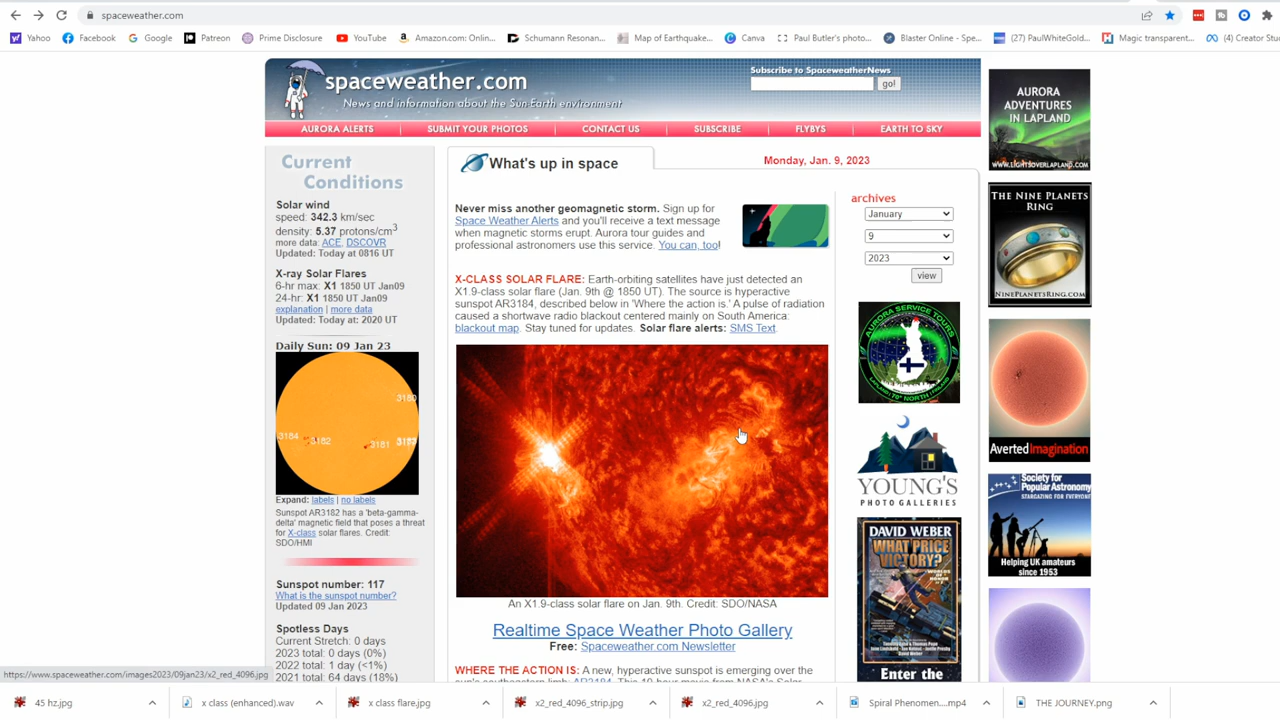 spaceweather.com
Yahoo
Facebook
Google
Patreon
Prime Disclosure
YouTube
Amazon.com: Onlin...
Schumann Resonan...
Map of Earthquake...
Canva
Paul Butler's photo...
Blaster Online - Spe...
(27) PaulWhiteGold...
Magic transparent...
(4) Creator Stu
spaceweather.com
News and information about the Sun-Earth environment
Subscribe to SpaceweatherNews
go!
AURORA ALERTS
SUBMIT YOUR PHOTOS
CONTACT US
SUBSCRIBE
FLYBYS
EARTH TO SKY
Current
Conditions
Solar wind
speed: 342.3 km/sec
density: 5.37 protons/cm3
more data: ACE, DSCOVR
Updated: Today at 0816 UT
X-ray Solar Flares
6-hr max: X1 1850 UT Jan09
24-hr: X1 1850 UT Jan09
explanation | more data
Updated: Today at: 2020 UT
Daily Sun: 09 Jan 23
3180
3184
3182
3181
Expand: labels | no labels
Sunspot AR3182 has a 'beta-gamma-
delta' magnetic field that poses a threat
for X-class solar flares. Credit:
SDO/HMI
Sunspot number: 117
What is the sunspot number?
Updated 09 Jan 2023
Spotless Days
Current Stretch: 0 days
2023 total: 0 days (0%)
2022 total: 1 day (<1%)
2021 total: 64 days (18%)
What's up in space
Monday, Jan. 9, 2023
Never miss another geomagnetic storm. Sign up for
Space Weather Alerts and you'll receive a text message
when magnetic storms erupt. Aurora tour guides and
professional astronomers use this service. You can, too!
X-CLASS SOLAR FLARE: Earth-orbiting satellites have just detected an
X1.9-class solar flare (Jan. 9th @ 1850 UT). The source is hyperactive
sunspot AR3184, described below in 'Where the action is.' A pulse of radiation
caused a shortwave radio blackout centered mainly on South America:
blackout map. Stay tuned for updates. Solar flare alerts: SMS Text.
An X1.9-class solar flare on Jan. 9th. Credit: SDO/NASA
Realtime Space Weather Photo Gallery
Free: Spaceweather.com Newsletter
WHERE THE ACTION IS: A new, hyperactive sunspot is emerging over the
archives
January
9
2023
view
AURORA SERVICE TOURS
LAPLAND 70° NORTH FINLAND
YOUNG'S
PHOTO GALLERIES
DAVID WEBER
WHAT PRICE
VICTORY?
WORLDS OF
HONOR
Enter the
AURORA
ADVENTURES
IN LAPLAND
WWW.LIGHTSOVERLAPLAND.COM
THE NINE PLANETS
RING
NINEPLANETSRING.COM
Averted Imagination
Society for
Popular Astronomy
STARGAZING FOR EVERYONE
Helping UK amateurs
since 1953
https://www.spaceweather.com/images2023/09jan23/x2_red_4096.jpg
45 hz.jpg
x class (enhanced).wav
x class flare.jpg
x2_red_4096_strip.jpg
x2_red_4096.jpg
Spiral Phenomen....mp4
THE JOURNEY.png